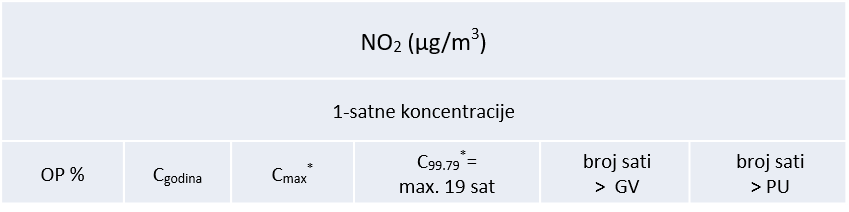 NO₂ (µg/m³)
1-satne koncentracije
OP %
Cgodina
Cmax*
C99.79*=
max. 19 sat
broj sati
> GV
broj sati
> PU